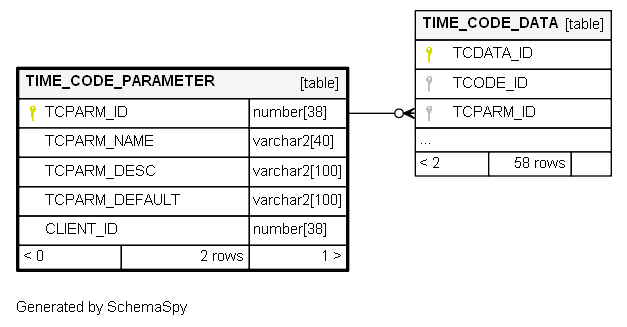 TIME_CODE_DATA [table]
TCDATA_ID
TCODE_ID
TCPARM_ID
...
< 2 58 rows
TIME_CODE_PARAMETER [table]
TCPARM_ID number[38]
TCPARM_NAME varchar2[40]
TCPARM_DESC varchar2[100]
TCPARM_DEFAULT varchar2[100]
CLIENT_ID number[38]
< 0 2 rows 1 >
Generated by SchemaSpy